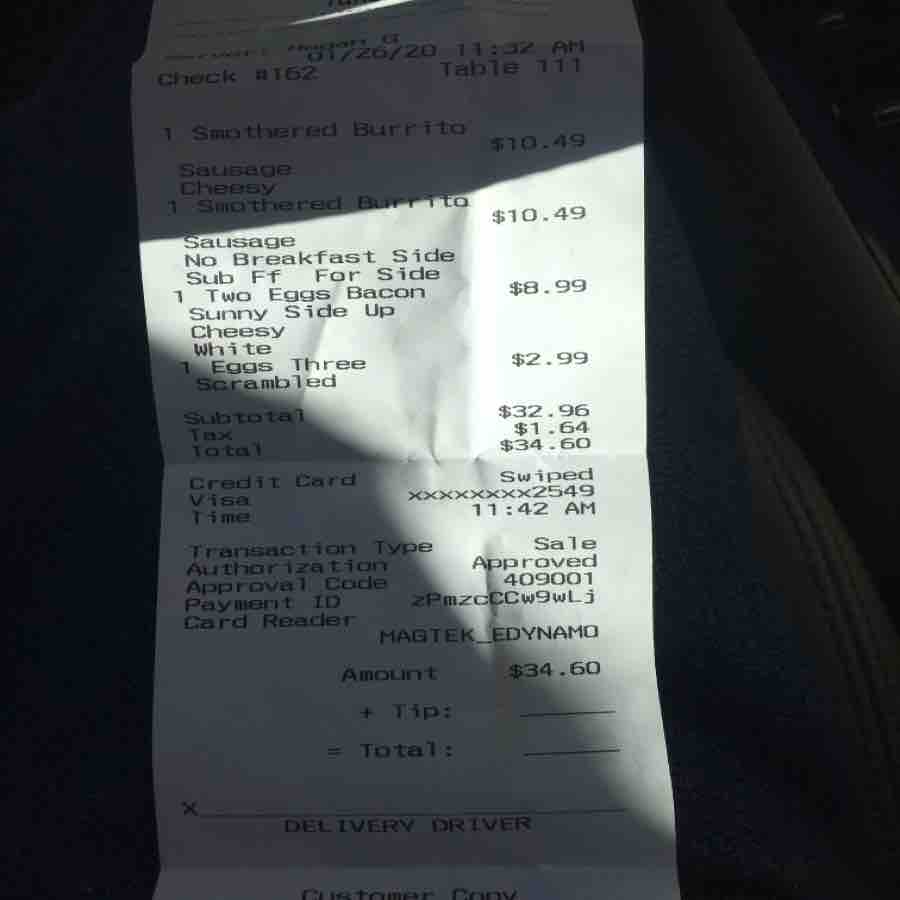 Server: Megan G
01/26/20 11:32 AM
Check #162 Table 111
1 Smothered Burrito
$10.49
Sausage
Cheesy
1 Smothered Burrito
$10.49
Sausage
No Breakfast Side
Sub Ff For Side
1 Two Eggs Bacon $8.99
Sunny Side Up
Cheesy
White
1 Eggs Three $2.99
Scrambled
Subtotal $32.96
Tax $1.64
Total $34.60
Credit Card Swiped
Visa xxxxxxxx2549
Time 11:42 AM
Transaction Type Sale
Authorization Approved
Approval Code 409001
Payment ID zPmzcCCw9wLj
Card Reader
MAGTEK_EDYNAMO
Amount $34.60
+ Tip:
= Total:
X
DELIVERY DRIVER
Customer Copy